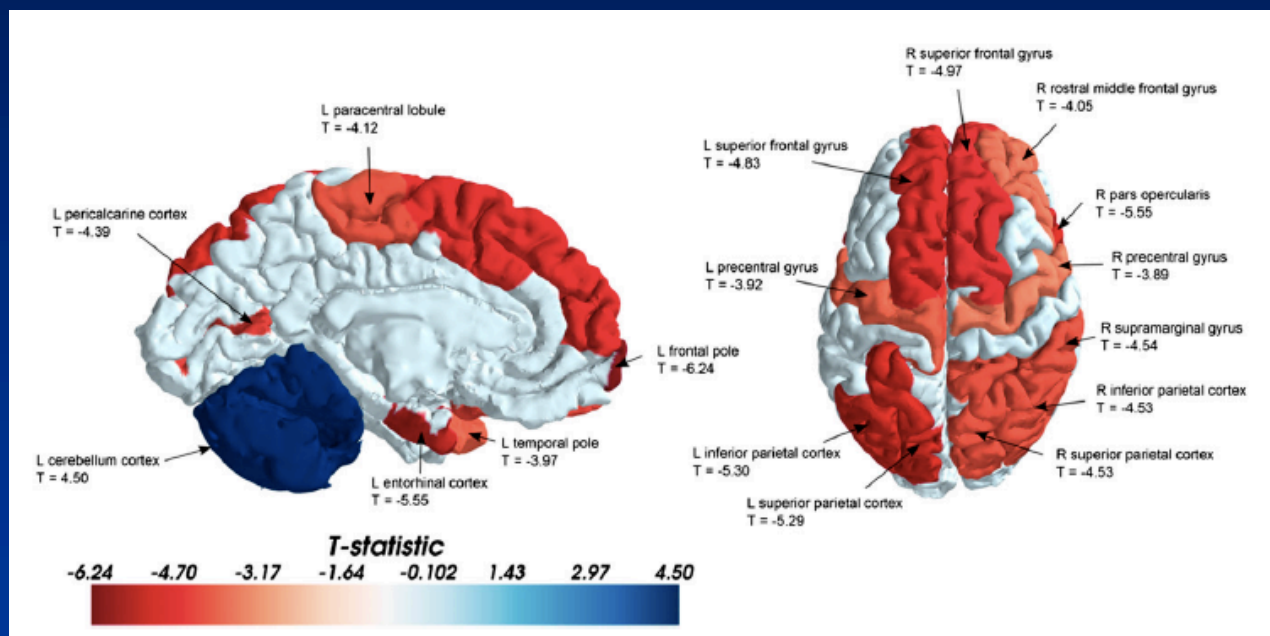 L paracentral lobule
T = -4.12
L pericalcarine cortex
T = -4.39
L frontal pole
T = -6.24
L temporal pole
T = -3.97
L entorhinal cortex
T = -5.55
L cerebellum cortex
T = 4.50
R superior frontal gyrus
T = -4.97
R rostral middle frontal gyrus
T = -4.05
L superior frontal gyrus
T = -4.83
R pars opercularis
T = -5.55
L precentral gyrus
T = -3.92
R precentral gyrus
T = -3.89
R supramarginal gyrus
T = -4.54
R inferior parietal cortex
T = -4.53
L inferior parietal cortex
T = -5.30
R superior parietal cortex
T = -4.53
L superior parietal cortex
T = -5.29
T-statistic
-6.24 -4.70 -3.17 -1.64 -0.102 1.43 2.97 4.50